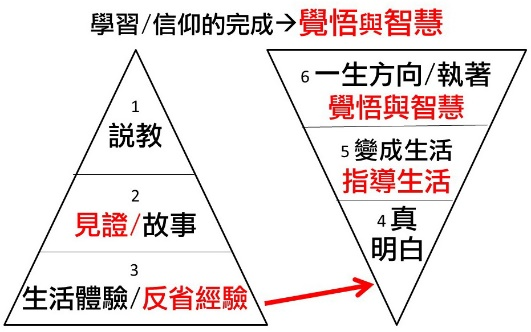 學習/信仰的完成→覺悟與智慧
1
説教
2
見證/故事
3
生活體驗/反省經驗
6 一生方向/執著
覺悟與智慧
5 變成生活
指導生活
4 真
明白